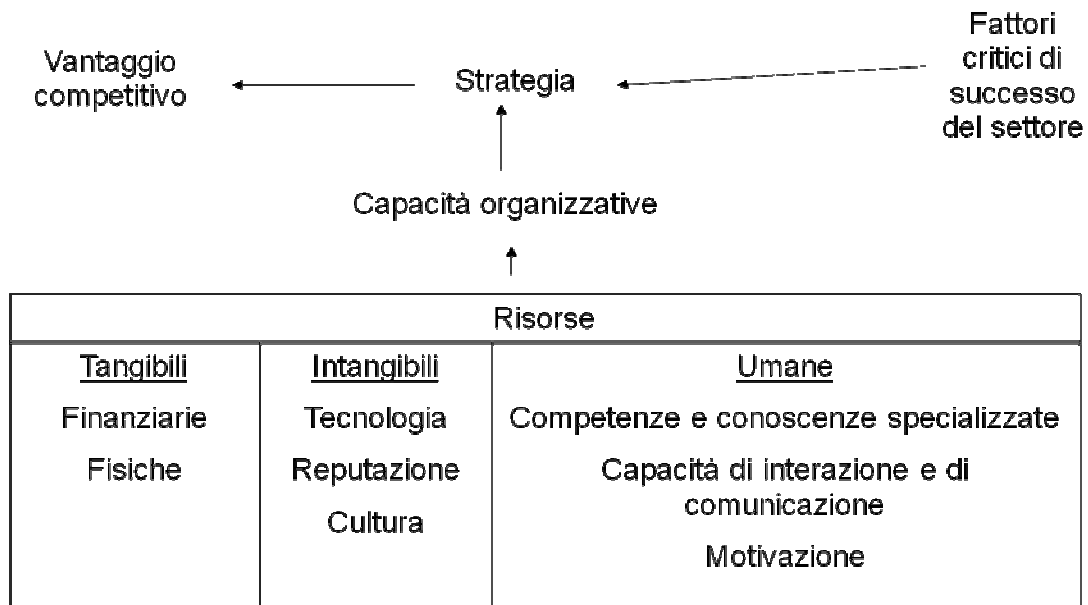 Vantaggio
competitivo
Strategia
Fattori
critici di
successo
del settore
Capacità organizzative
Risorse
Tangibili
Finanziarie
Fisiche
Intangibili
Tecnologia
Reputazione
Cultura
Umane
Competenze e conoscenze specializzate
Capacità di interazione e di
comunicazione
Motivazione